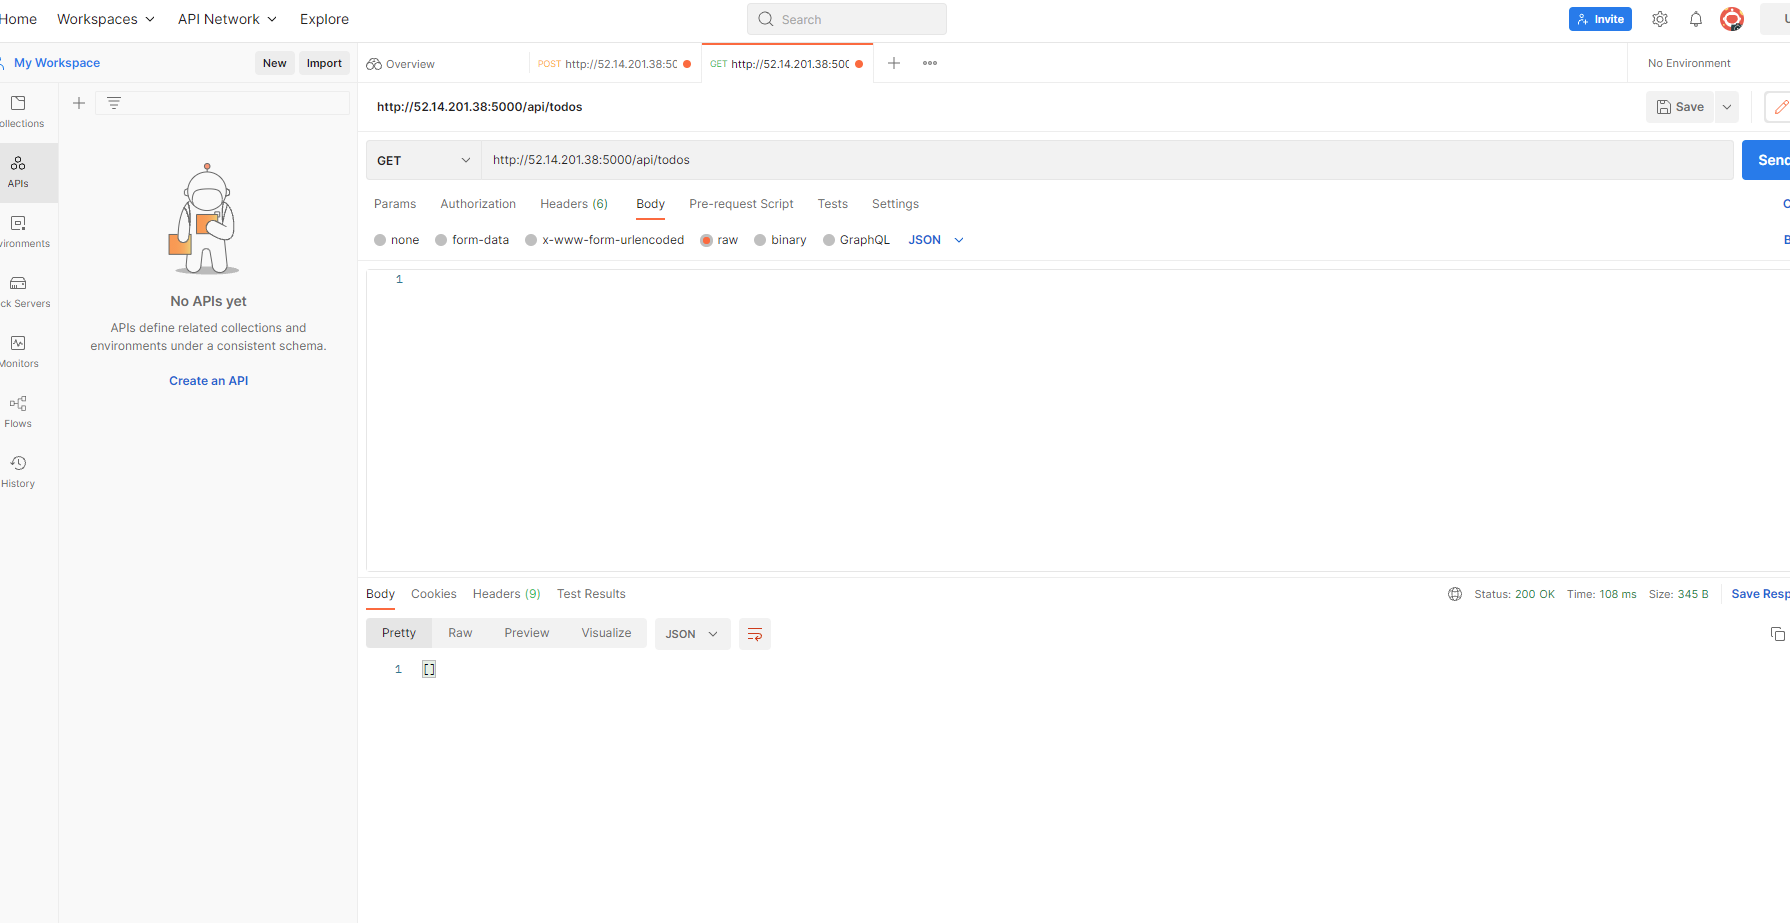 Home Workspaces API Network Explore Search Invite
My Workspace New Import Overview POST http://52.14.201.38:50 GET http://52.14.201.38:500 No Environment
ollections
APIs
vironments
ck Servers
Monitors
Flows
History
No APIs yet
APIs define related collections and
environments under a consistent schema.
Create an API
http://52.14.201.38:5000/api/todos Save
GET http://52.14.201.38:5000/api/todos Send
Params Authorization Headers (6) Body Pre-request Script Tests Settings
none form-data x-www-form-urlencoded raw binary GraphQL JSON B
1
Body Cookies Headers (9) Test Results Status: 200 OK Time: 108 ms Size: 345 B Save Resp
Pretty Raw Preview Visualize JSON
1 []